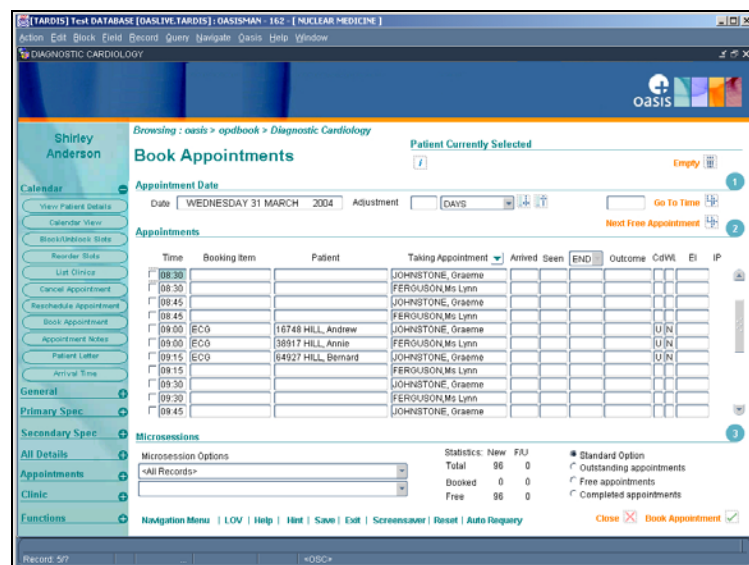 [TARDIS] Test DATABASE [OASLIVE.TARDIS] : OASISMAN - 162 - [ NUCLEAR MEDICINE ]
Action Edit Block Field Record Query Navigate Oasis Help Window
DIAGNOSTIC CARDIOLOGY
oasis
Shirley
Anderson
Browsing : oasis > opdbook > Diagnostic Cardiology
Book Appointments
Patient Currently Selected
i
Empty
Calendar
View Patient Details
Calendar View
Block/Unblock Slots
Reorder Slots
List Clinics
Cancel Appointment
Reschedule Appointment
Book Appointment
Appointment Notes
Patient Letter
Arrival Time
General
Primary Spec
Secondary Spec
All Details
Appointments
Clinic
Functions
Appointment Date
1
Date WEDNESDAY 31 MARCH 2004 Adjustment DAYS Go To Time
Next Free Appointment
2
Appointments
Time Booking Item Patient Taking Appointment Arrived Seen END Outcome CdWL EI IP
08:30 JOHNSTONE, Graeme
08:30 FERGUSON,Ms Lynn
08:45 JOHNSTONE, Graeme
08:45 FERGUSON,Ms Lynn
09:00 ECG 16748 HILL, Andrew JOHNSTONE, Graeme U N
09:00 ECG 38917 HILL, Annie FERGUSON,Ms Lynn U N
09:15 ECG 64927 HILL, Bernard JOHNSTONE, Graeme U N
09:15 FERGUSON,Ms Lynn
09:30 JOHNSTONE, Graeme
09:30 FERGUSON,Ms Lynn
09:45 JOHNSTONE, Graeme
Microsessions
3
Microsession Options
<All Records>
Statistics: New F/U
Total 96 0
Booked 0 0
Free 96 0
Standard Option
Outstanding appointments
Free appointments
Completed appointments
Navigation Menu | LOV | Help | Hint | Save | Exit | Screensaver | Reset | Auto Requery
Close Book Appointment
Record: 5/? ... <OSC>